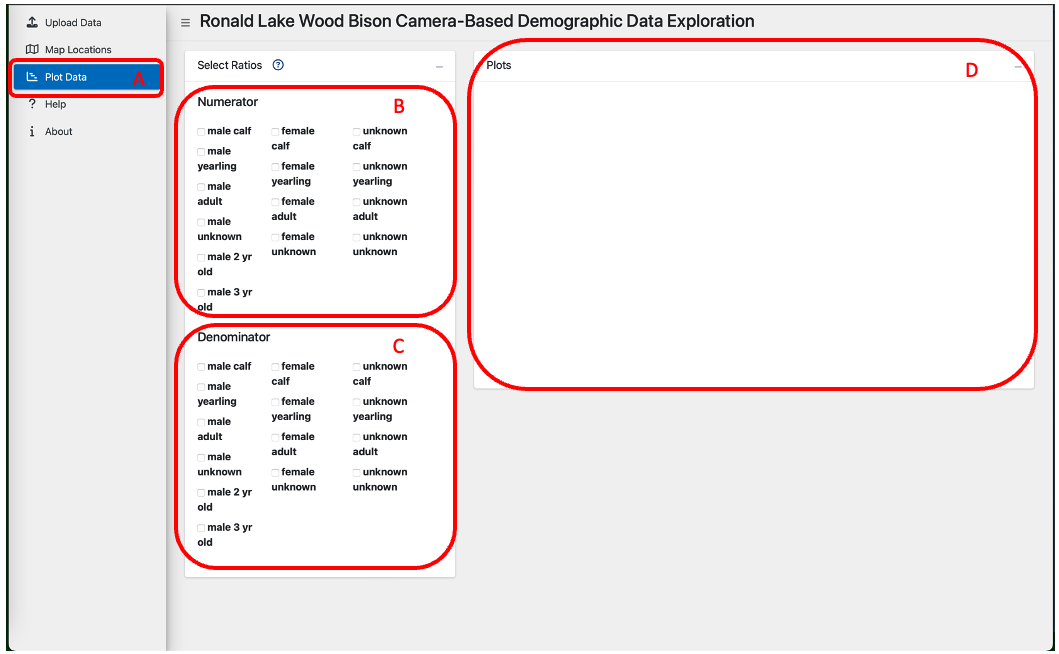 Upload Data
Map Locations
Plot Data A
Help
About
Ronald Lake Wood Bison Camera-Based Demographic Data Exploration
Select Ratios ?
Numerator
B
male calf
male
yearling
male
adult
male
unknown
male 2 yr
old
male 3 yr
old
female
calf
female
yearling
female
adult
female
unknown
unknown
calf
unknown
yearling
unknown
adult
unknown
unknown
Denominator
C
male calf
male
yearling
male
adult
male
unknown
male 2 yr
old
male 3 yr
old
female
calf
female
yearling
female
adult
female
unknown
unknown
calf
unknown
yearling
unknown
adult
unknown
unknown
Plots
D